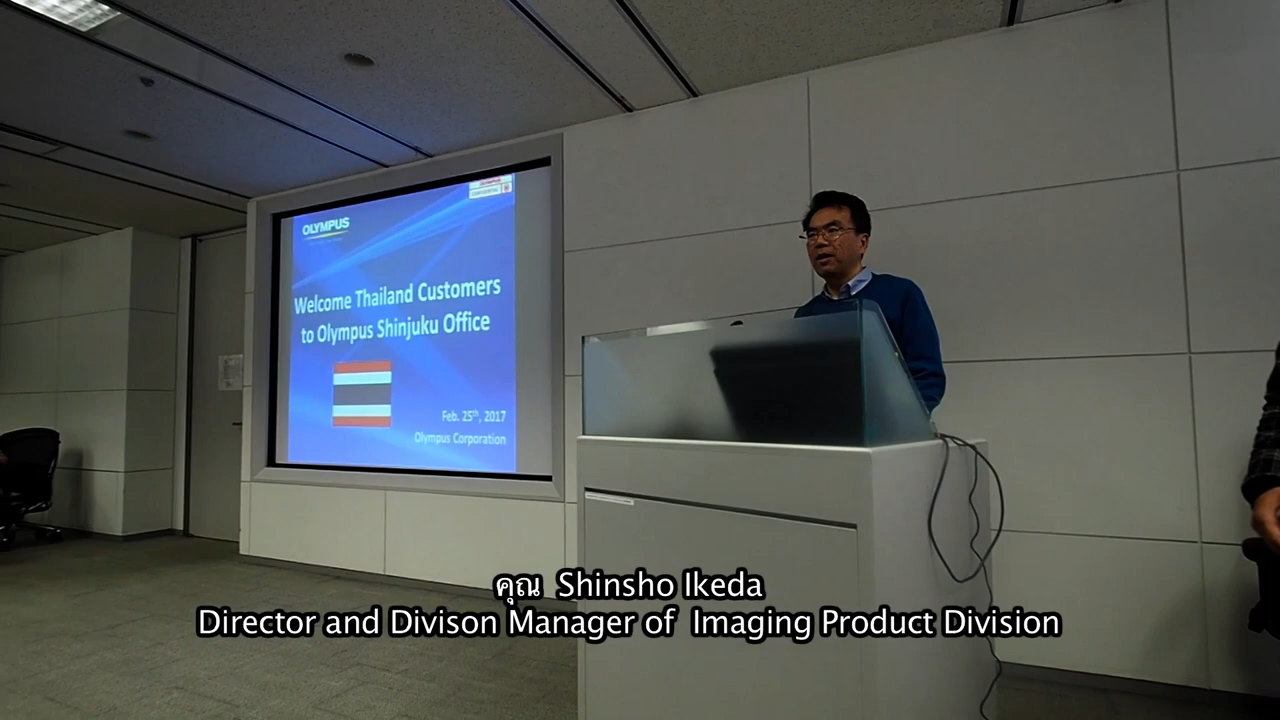 OLYMPUS
CONFIDENTIAL
Welcome Thailand Customers
to Olympus Shinjuku Office
Feb. 25th, 2017
Olympus Corporation
คุณ Shinsho Ikeda
Director and Divison Manager of Imaging Product Division